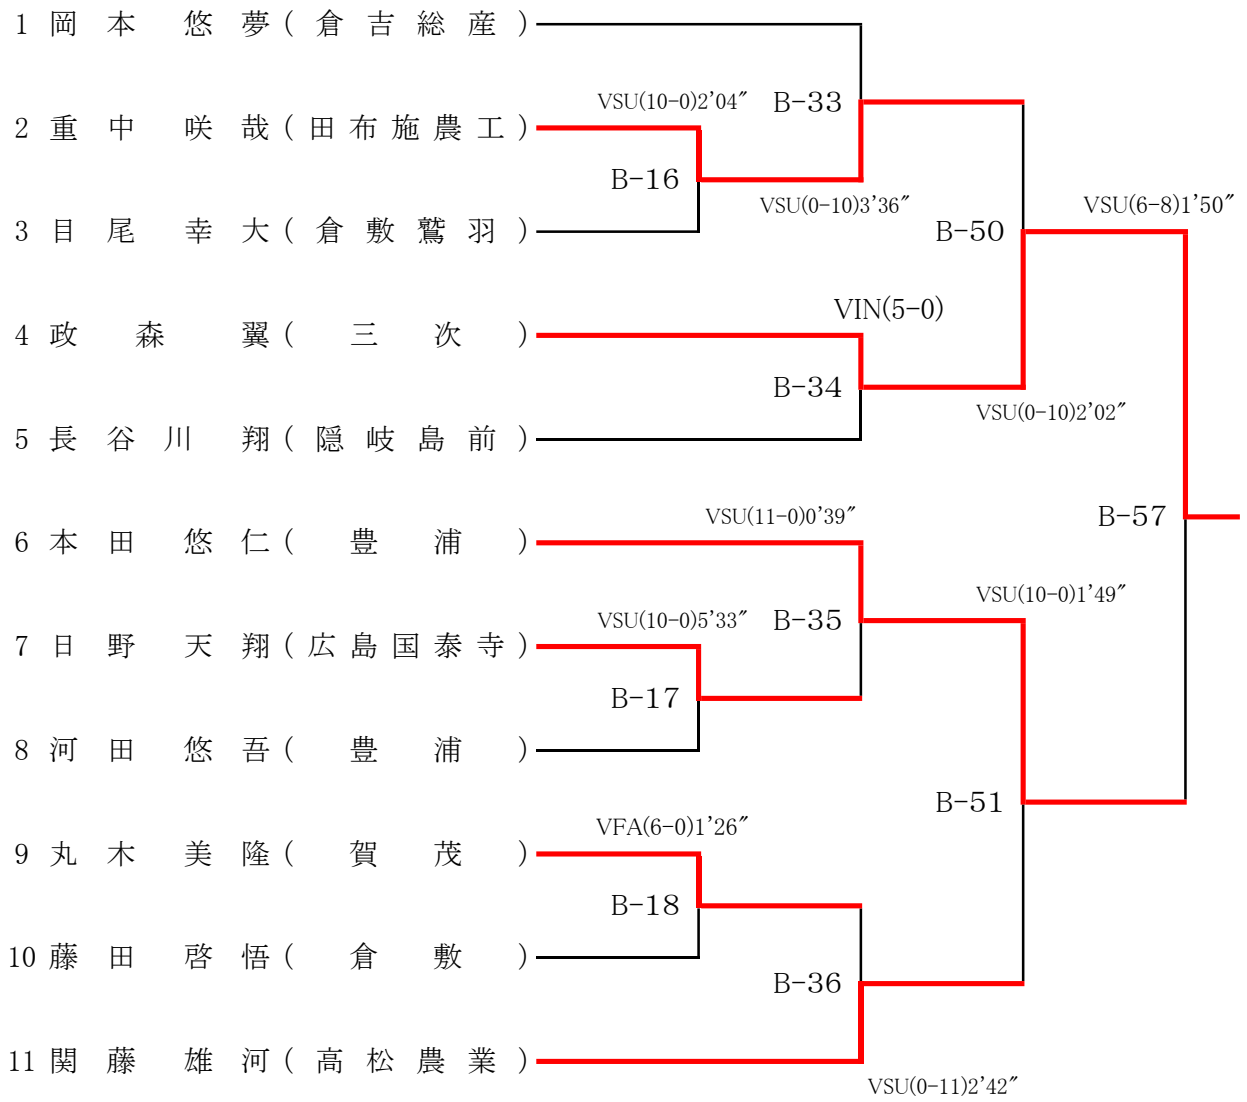 1 岡本 悠夢(倉吉総産)
VSU(10-0)2’04″ B-33
2 重中 咲哉(田布施農工)
B-16
VSU(0-10)3’36″ VSU(6-8)1’50″
3 目尾 幸大(倉敷鷲羽)
B-50
VIN(5-0)
4 政森 翼(三次)
B-34
VSU(0-10)2’02″
5 長谷川 翔(隠岐島前)
VSU(11-0)0’39″ B-57
6 本田 悠仁(豊浦)
VSU(10-0)1’49″
VSU(10-0)5’33″ B-35
7 日野 天翔(広島国泰寺)
B-17
8 河田 悠吾(豊浦)
B-51
VFA(6-0)1’26″
9 丸木 美隆(賀茂)
B-18
10 藤田 啓悟(倉敷)
B-36
11 関藤 雄河(高松農業)
VSU(0-11)2’42″